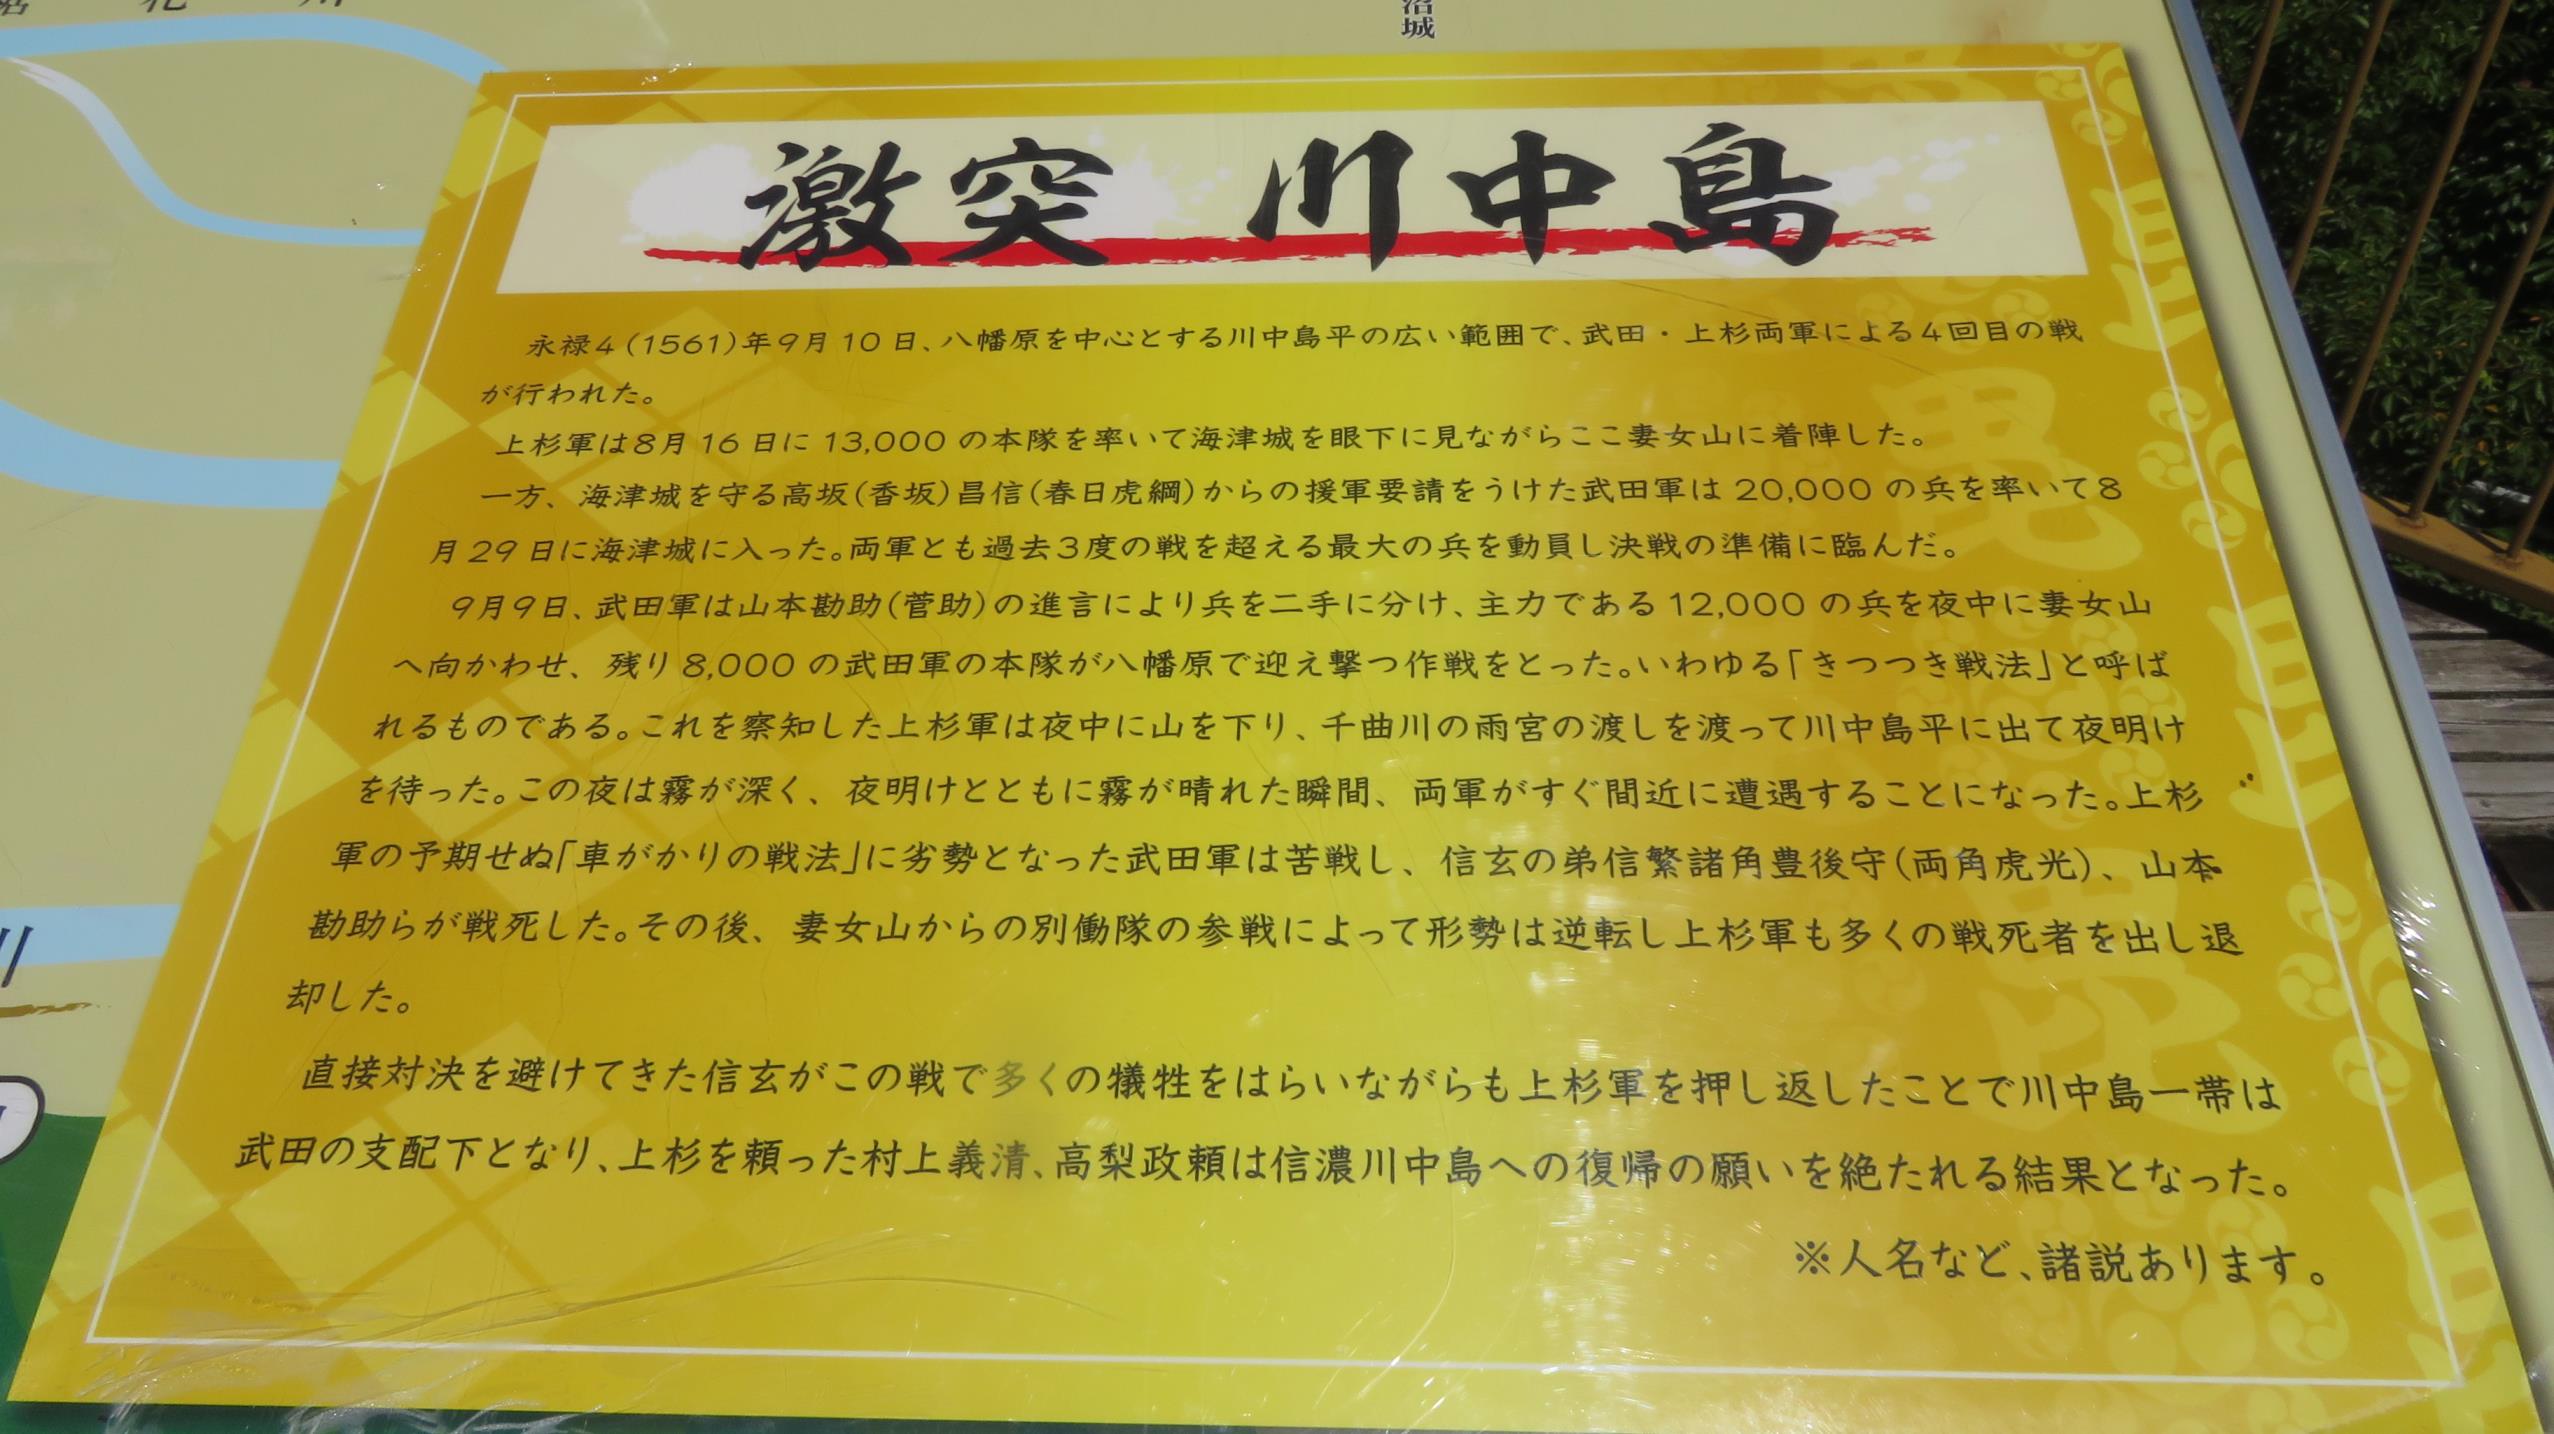 沼城
激突 川中島
永禄4(1561)年9月10日、八幡原を中心とする川中島平の広い範囲で、武田・上杉両軍による4回目の戦
が行われた。
上杉軍は8月16日に13,000の本隊を率いて海津城を眼下に見ながらここ妻女山に着陣した。
一方、海津城を守る高坂(香坂)昌信(春日虎綱)からの援軍要請をうけた武田軍は20,000の兵を率いて8
月29日に海津城に入った。両軍とも過去3度の戦を超える最大の兵を動員し決戦の準備に臨んだ。
9月9日、武田軍は山本勘助(菅助)の進言により兵を二手に分け、主力である12,000の兵を夜中に妻女山
へ向かわせ、残り8,000の武田軍の本隊が八幡原で迎え撃つ作戦をとった。いわゆる「きつつき戦法」と呼ば
れるものである。これを察知した上杉軍は夜中に山を下り、千曲川の雨宮の渡しを渡って川中島平に出て夜明け
を待った。この夜は霧が深く、夜明けとともに霧が晴れた瞬間、両軍がすぐ間近に遭遇することになった。上杉
軍の予期せぬ「車がかりの戦法」に劣勢となった武田軍は苦戦し、信玄の弟信繁諸角豊後守(両角虎光)、山本
勘助らが戦死した。その後、妻女山からの別働隊の参戦によって形勢は逆転し上杉軍も多くの戦死者を出し退
却した。
直接対決を避けてきた信玄がこの戦で多くの犠牲をはらいながらも上杉軍を押し返したことで川中島一帯は
武田の支配下となり、上杉を頼った村上義清、高梨政頼は信濃川中島への復帰の願いを絶たれる結果となった。
※人名など、諸説あります。
川
毘
毘
毘
毘
毘